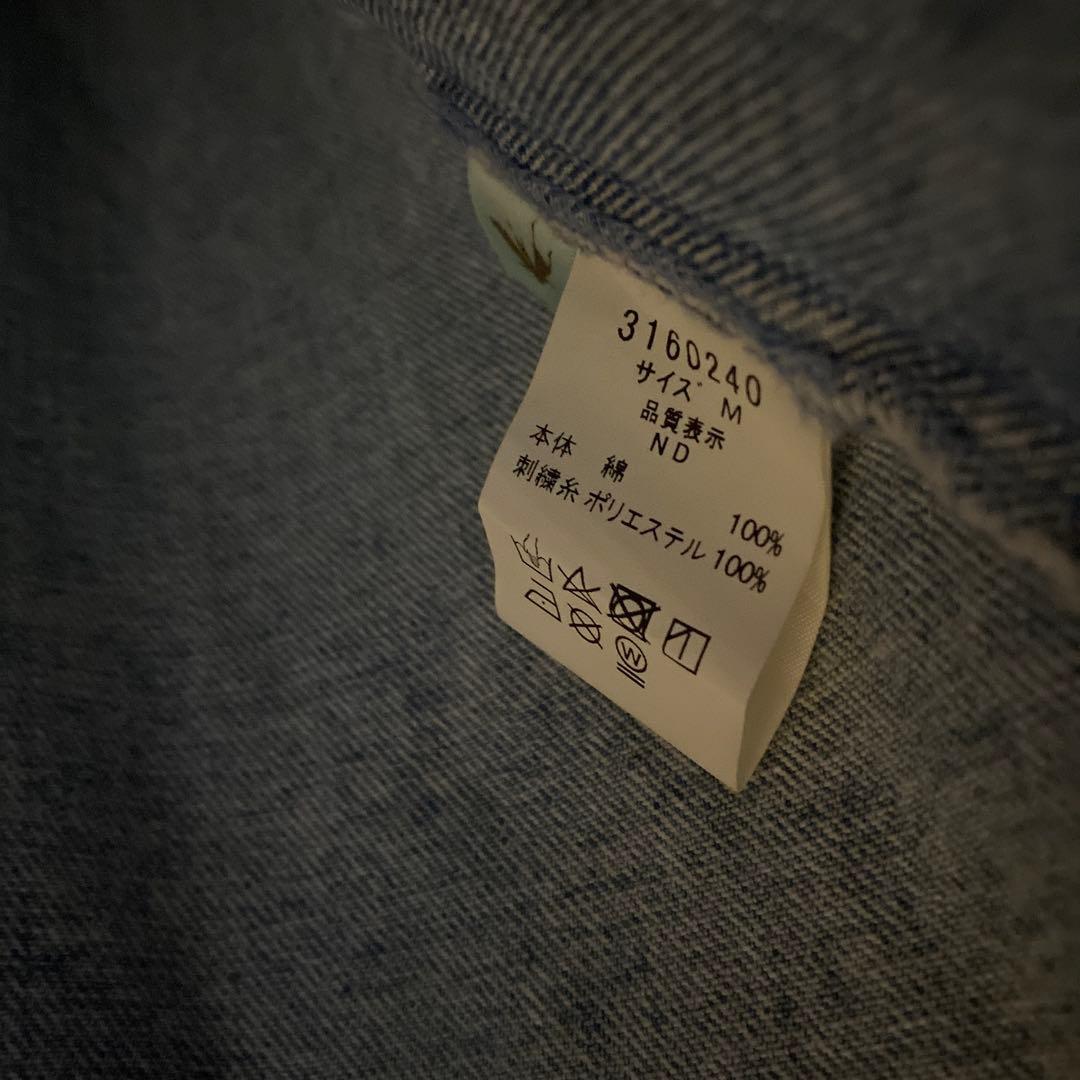 3160240
サイズ M
品質表示
ND
本体 綿 100%
刺繍糸 ポリエステル 100%
W